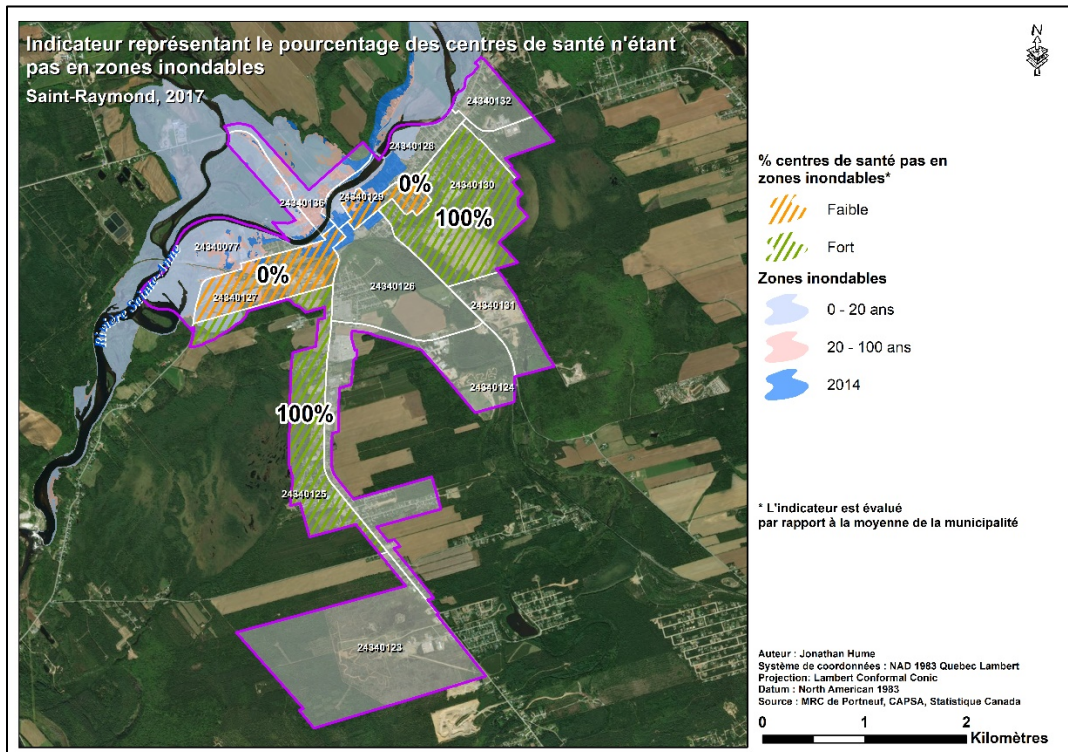 Indicateur représentant le pourcentage des centres de santé n'étant
pas en zones inondables
Saint-Raymond, 2017
N
24340132
24340128
24340130
0%
24340129
100%
24340136
24340077
0%
24340127
24340126
24340131
Rivière Sainte-Anne
24340124
100%
24340125
24340123
% centres de santé pas en
zones inondables*
Faible
Fort
Zones inondables
0 - 20 ans
20 - 100 ans
2014
* L'indicateur est évalué
par rapport à la moyenne de la municipalité
Auteur : Jonathan Hume
Système de coordonnées : NAD 1983 Quebec Lambert
Projection: Lambert Conformal Conic
Datum : North American 1983
Source : MRC de Portneuf, CAPSA, Statistique Canada
0 1 2
Kilomètres